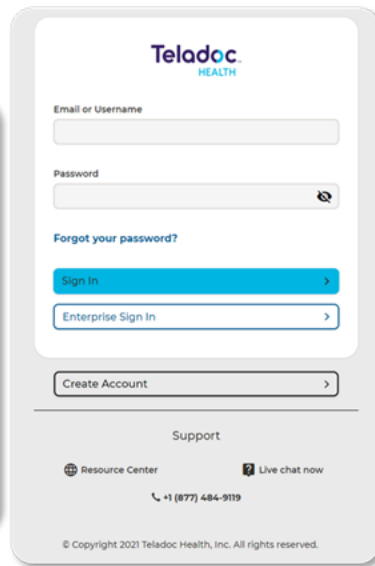 Teladoc™
HEALTH
Email or Username
Password
Forgot your password?
Sign In
Enterprise Sign In
Create Account
Support
Resource Center
Live chat now
+1 (877) 484-9119
© Copyright 2021 Teladoc Health, Inc. All rights reserved.